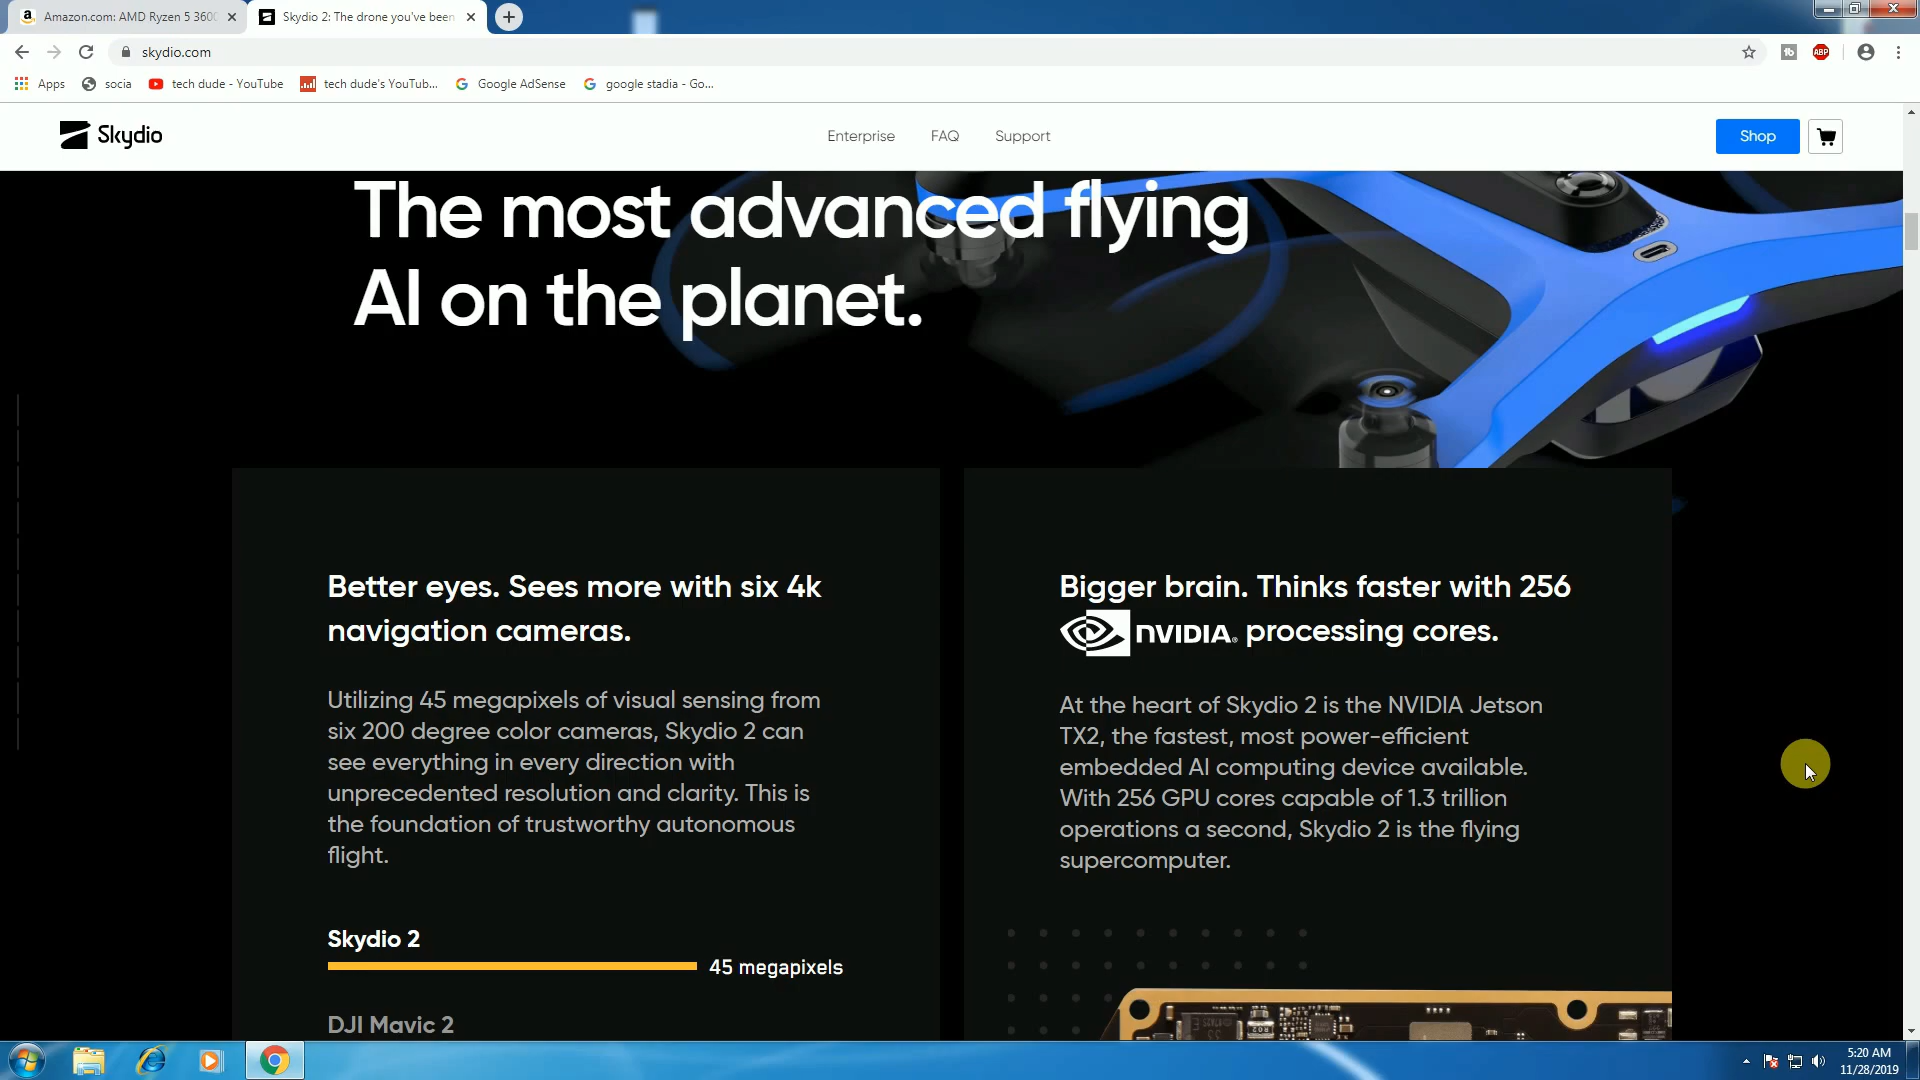 Amazon.com: AMD Ryzen 5 360
Skydio 2: The drone you've been
skydio.com
Apps
socia
tech dude - YouTube
tech dude's YouTub...
Google AdSense
google stadia - Go...
Skydio
Enterprise
FAQ
Support
Shop
The most advanced flying
AI on the planet.
Better eyes. Sees more with six 4k
navigation cameras.
Utilizing 45 megapixels of visual sensing from
six 200 degree color cameras, Skydio 2 can
see everything in every direction with
unprecedented resolution and clarity. This is
the foundation of trustworthy autonomous
flight.
Skydio 2
45 megapixels
DJI Mavic 2
Bigger brain. Thinks faster with 256
NVIDIA. processing cores.
At the heart of Skydio 2 is the NVIDIA Jetson
TX2, the fastest, most power-efficient
embedded AI computing device available.
With 256 GPU cores capable of 1.3 trillion
operations a second, Skydio 2 is the flying
supercomputer.
ABP
5:20 AM
11/28/2019